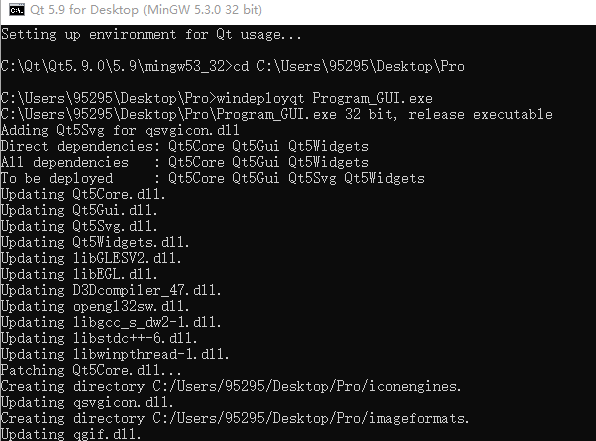 Qt 5.9 for Desktop (MinGW 5.3.0 32 bit)
Setting up environment for Qt usage...
C:\Qt\Qt5.9.0\5.9\mingw53_32>cd C:\Users\95295\Desktop\Pro
C:\Users\95295\Desktop\Pro>windeployqt Program_GUI.exe
C:\Users\95295\Desktop\Pro\Program_GUI.exe 32 bit, release executable
Adding Qt5Svg for qsvgicon.dll
Direct dependencies: Qt5Core Qt5Gui Qt5Widgets
All dependencies   : Qt5Core Qt5Gui Qt5Widgets
To be deployed     : Qt5Core Qt5Gui Qt5Svg Qt5Widgets
Updating Qt5Core.dll.
Updating Qt5Gui.dll.
Updating Qt5Svg.dll.
Updating Qt5Widgets.dll.
Updating libGLESV2.dll.
Updating libEGL.dll.
Updating D3Dcompiler_47.dll.
Updating opengl32sw.dll.
Updating libgcc_s_dw2-1.dll.
Updating libstdc++-6.dll.
Updating libwinpthread-1.dll.
Patching Qt5Core.dll...
Creating directory C:/Users/95295/Desktop/Pro/iconengines.
Updating qsvgicon.dll.
Creating directory C:/Users/95295/Desktop/Pro/imageformats.
Updating qgif.dll.